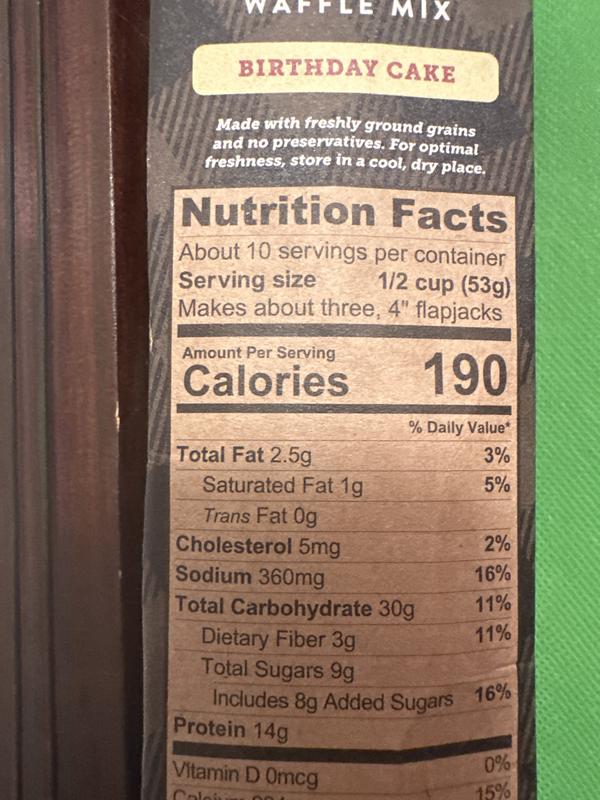 WAFFLE MIX
BIRTHDAY CAKE
Made with freshly ground grains
and no preservatives. For optimal
freshness, store in a cool, dry place.
Nutrition Facts
About 10 servings per container
Serving size 1/2 cup (53g)
Makes about three, 4" flapjacks
Amount Per Serving
Calories 190
% Daily Value*
Total Fat 2.5g 3%
Saturated Fat 1g 5%
Trans Fat 0g
Cholesterol 5mg 2%
Sodium 360mg 16%
Total Carbohydrate 30g 11%
Dietary Fiber 3g 11%
Total Sugars 9g
Includes 8g Added Sugars 16%
Protein 14g
Vitamin D 0mcg 0%
Calcium 15%